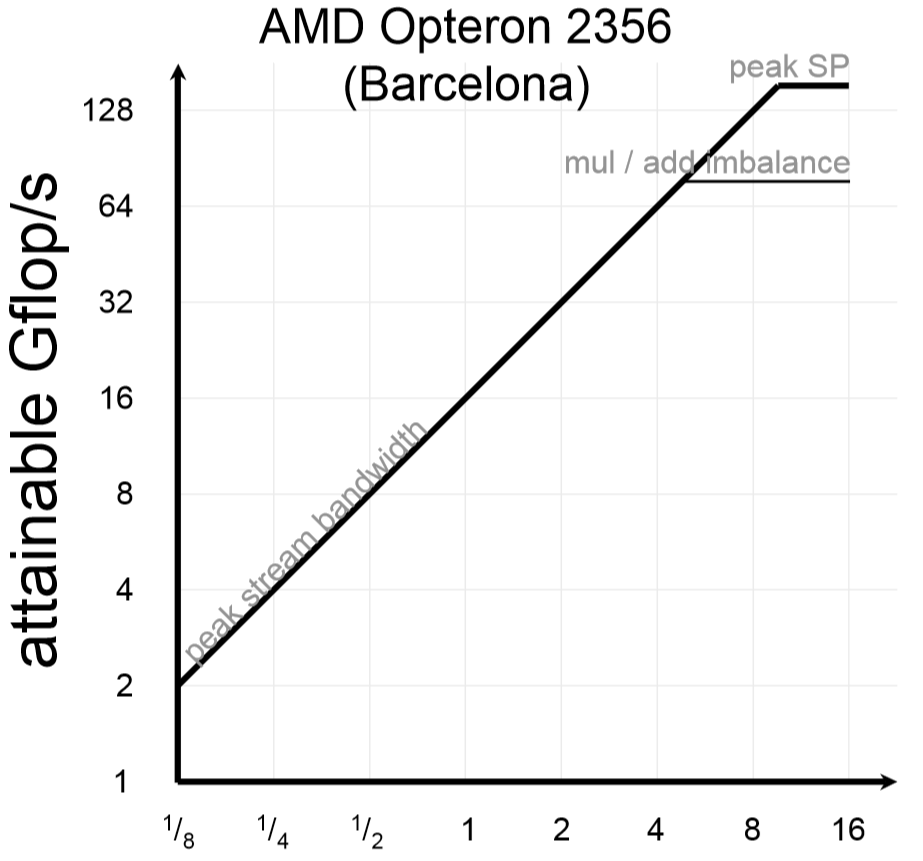 AMD Opteron 2356
(Barcelona)
attainable Gflop/s
peak SP
128
mul / add imbalance
64
32
16
peak stream bandwidth
8
4
2
1
1/8 1/4 1/2 1 2 4 8 16